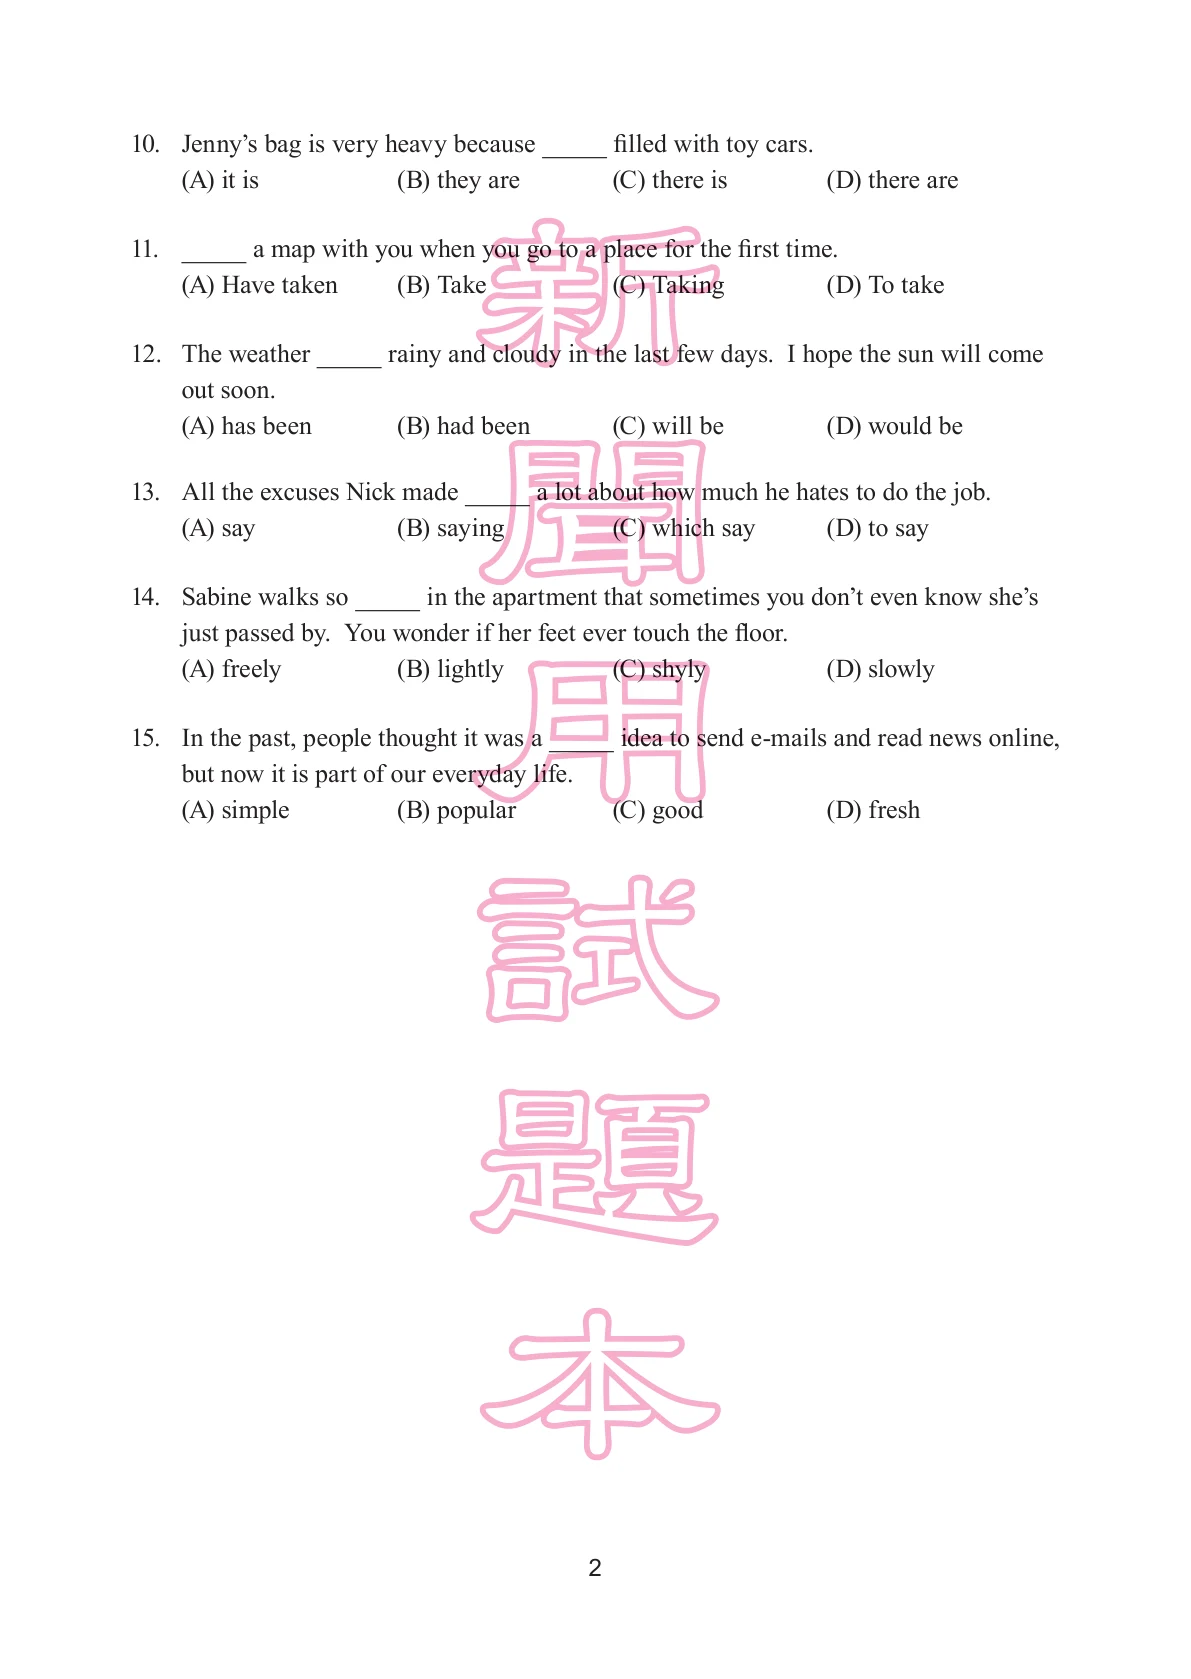 10. Jenny’s bag is very heavy because _____ filled with toy cars.
(A) it is (B) they are (C) there is (D) there are
11. _____ a map with you when you go to a place for the first time.
(A) Have taken (B) Take (C) Taking (D) To take
12. The weather _____ rainy and cloudy in the last few days. I hope the sun will come
out soon.
(A) has been (B) had been (C) will be (D) would be
13. All the excuses Nick made _____ a lot about how much he hates to do the job.
(A) say (B) saying (C) which say (D) to say
14. Sabine walks so _____ in the apartment that sometimes you don’t even know she’s
just passed by. You wonder if her feet ever touch the floor.
(A) freely (B) lightly (C) shyly (D) slowly
15. In the past, people thought it was a _____ idea to send e-mails and read news online,
but now it is part of our everyday life.
(A) simple (B) popular (C) good (D) fresh
新聞用試題本
2